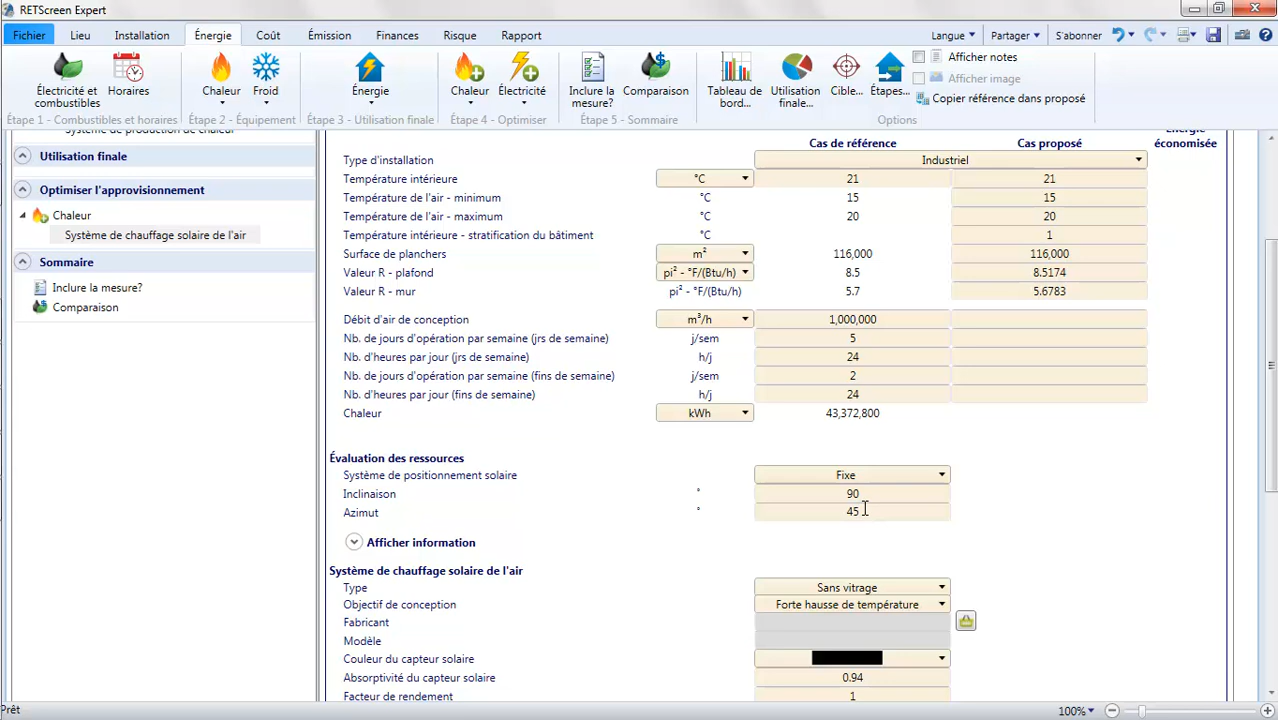 RETScreen Expert
Fichier Lieu Installation Énergie Coût Émission Finances Risque Rapport Langue Partager S'abonner
Électricité et combustibles Horaires Chaleur Froid Énergie Chaleur Électricité Inclure la mesure? Comparaison Tableau de bord... Utilisation finale... Cible... Étapes...
Afficher notes
Afficher image
Copier référence dans proposé
Étape 1 - Combustibles et horaires Étape 2 - Équipement Étape 3 - Utilisation finale Étape 4 - Optimiser Étape 5 - Sommaire Options
Système de production de chaleur
Utilisation finale
Optimiser l'approvisionnement
Chaleur
Système de chauffage solaire de l'air
Sommaire
Inclure la mesure?
Comparaison
Cas de référence Cas proposé Énergie économisée
Type d'installation Industriel
Température intérieure °C 21 21
Température de l'air - minimum °C 15 15
Température de l'air - maximum °C 20 20
Température intérieure - stratification du bâtiment °C 1
Surface de planchers m² 116,000 116,000
Valeur R - plafond pi² - °F/(Btu/h) 8.5 8.5174
Valeur R - mur pi² - °F/(Btu/h) 5.7 5.6783
Débit d'air de conception m³/h 1,000,000
Nb. de jours d'opération par semaine (jrs de semaine) j/sem 5
Nb. d'heures par jour (jrs de semaine) h/j 24
Nb. de jours d'opération par semaine (fins de semaine) j/sem 2
Nb. d'heures par jour (fins de semaine) h/j 24
Chaleur kWh 43,372,800
Évaluation des ressources
Système de positionnement solaire Fixe
Inclinaison ° 90
Azimut ° 45
Afficher information
Système de chauffage solaire de l'air
Type Sans vitrage
Objectif de conception Forte hausse de température
Fabricant
Modèle
Couleur du capteur solaire
Absorptivité du capteur solaire 0.94
Facteur de rendement 1
Prêt 100%